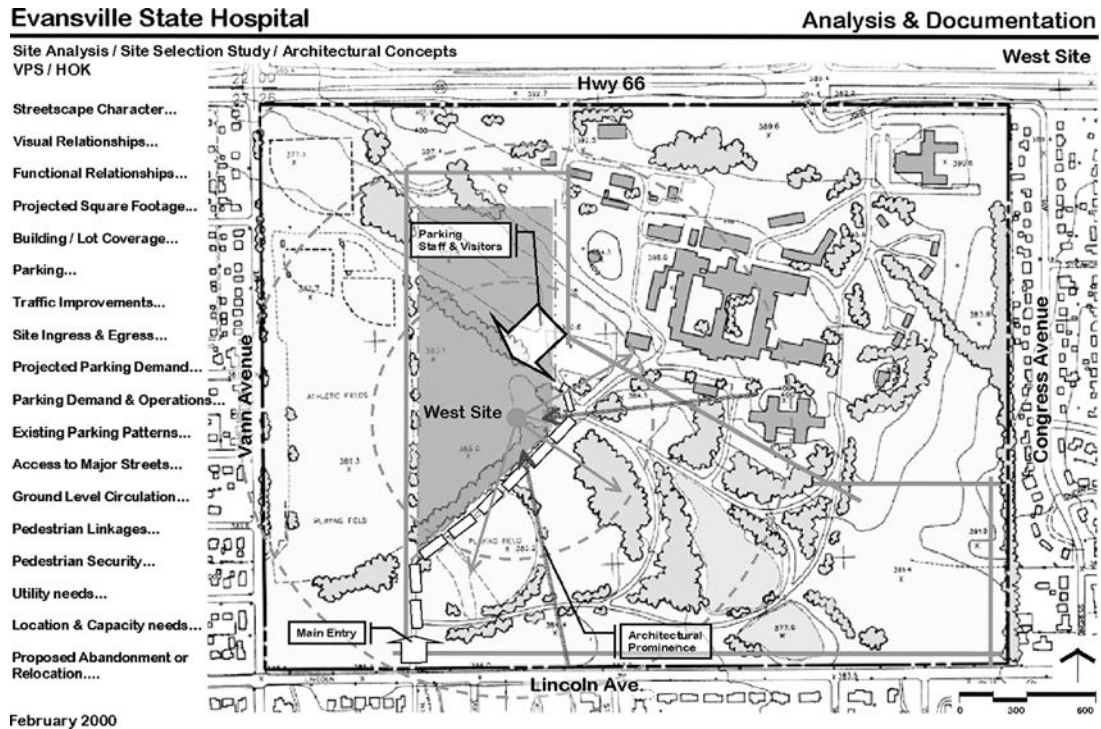 Evansville State Hospital
Analysis & Documentation
Site Analysis / Site Selection Study / Architectural Concepts
VPS / HOK
West Site
Hwy 66
Streetscape Character...
Visual Relationships...
Functional Relationships...
Projected Square Footage...
Building / Lot Coverage...
Parking...
Traffic Improvements...
Site Ingress & Egress...
Projected Parking Demand...
Parking Demand & Operations...
Existing Parking Patterns...
Access to Major Streets...
Ground Level Circulation...
Pedestrian Linkages...
Pedestrian Security...
Utility needs...
Location & Capacity needs...
Proposed Abandonment or
Relocation....
February 2000
Vann Avenue
Parking
Staff & Visitors
West Site
ATHLETIC FIELDS
PLAYING FIELD
PLAYING FIELD
Main Entry
Architectural
Prominence
Congress Avenue
LINCOLN
Lincoln Ave.
0 300 600